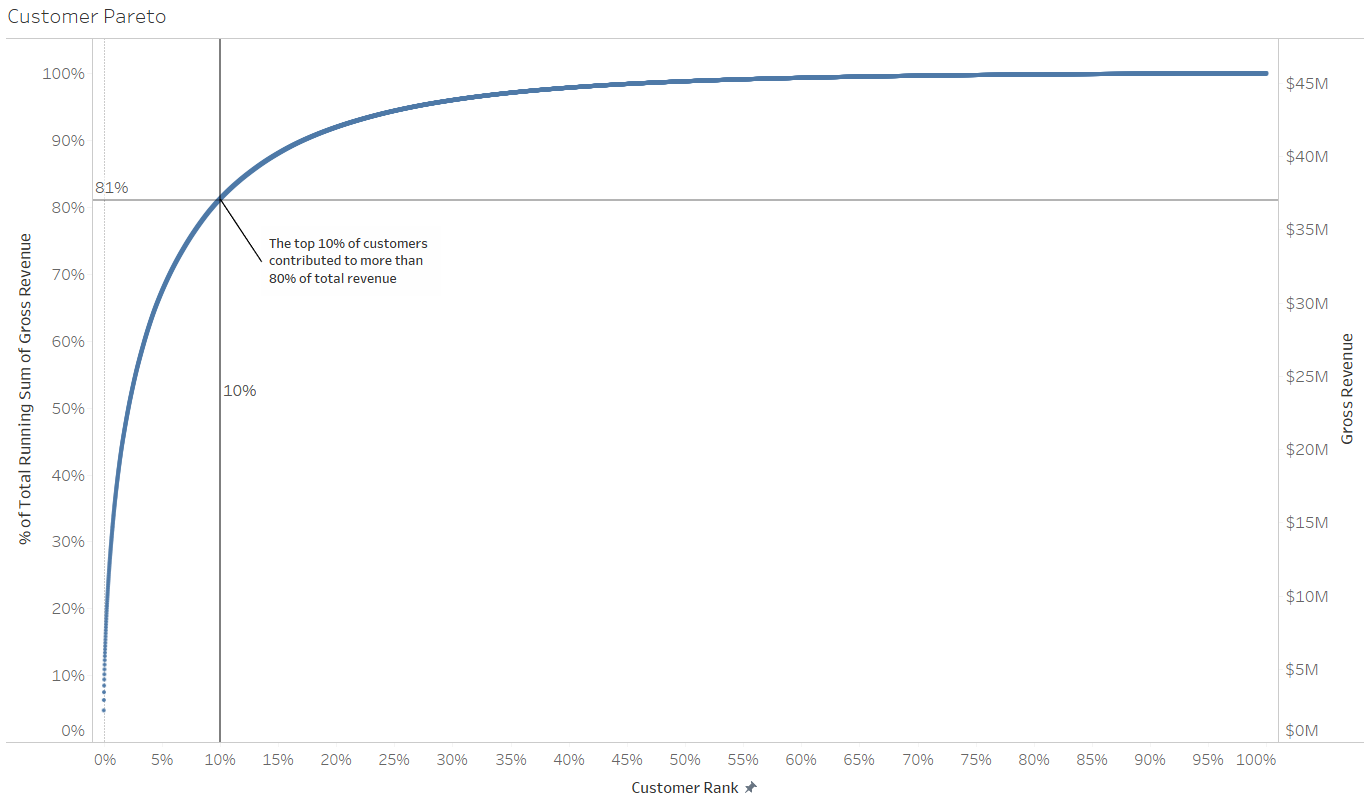 Customer Pareto
100%
90%
81%
80%
70%
60%
50%
40%
30%
20%
10%
0%
% of Total Running Sum of Gross Revenue
The top 10% of customers
contributed to more than
80% of total revenue
10%
$45M
$40M
$35M
$30M
$25M
$20M
$15M
$10M
$5M
$0M
Gross Revenue
0% 5% 10% 15% 20% 25% 30% 35% 40% 45% 50% 55% 60% 65% 70% 75% 80% 85% 90% 95% 100%
Customer Rank